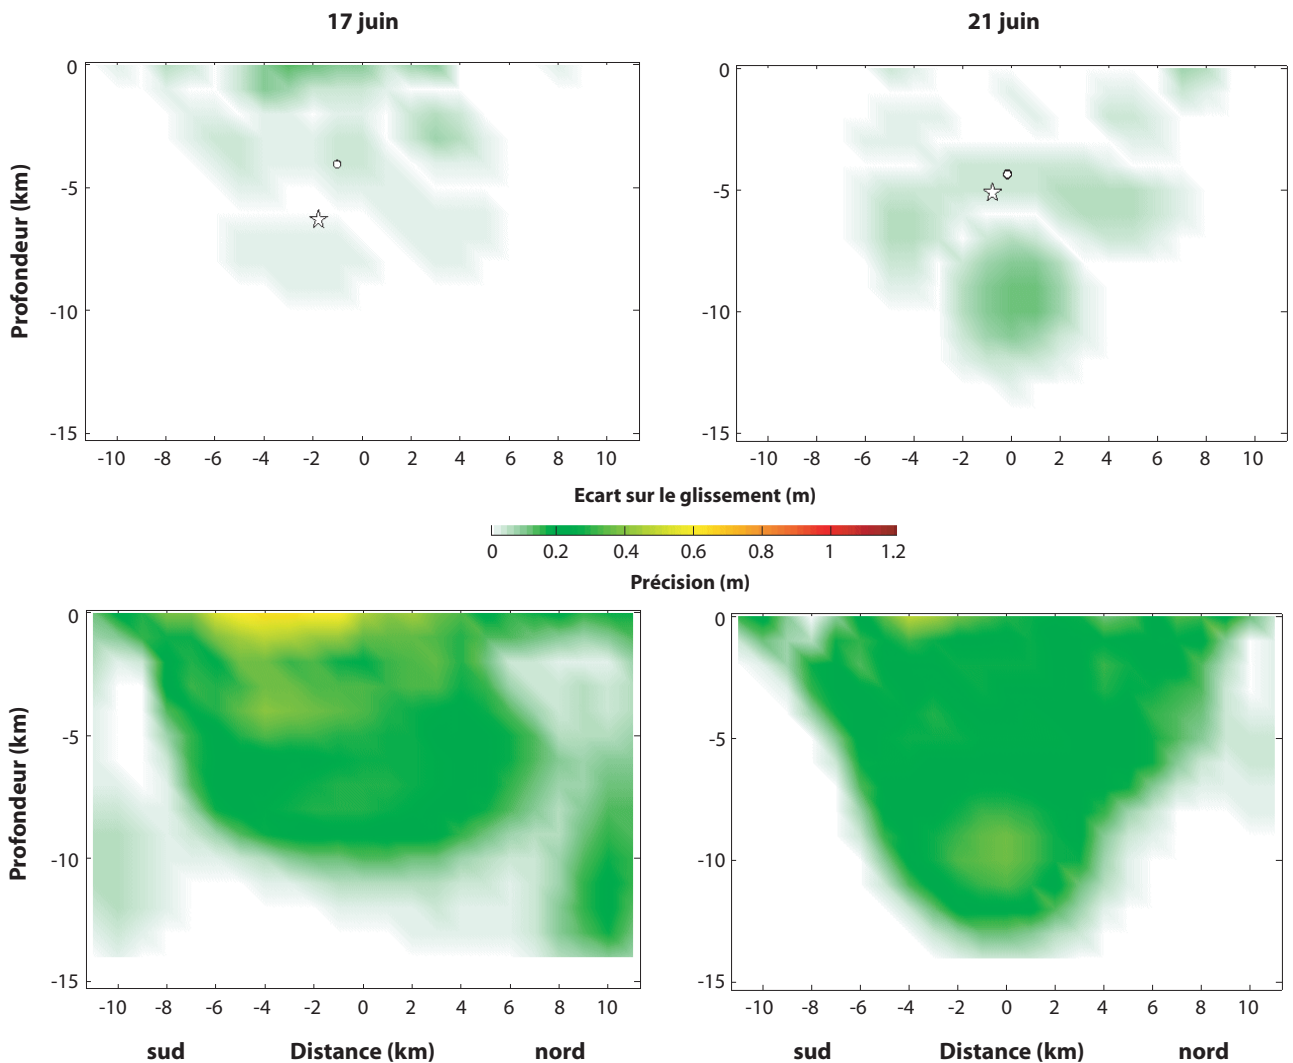 17 juin
21 juin
0
-5
-10
-15
Profondeur (km)
-10 -8 -6 -4 -2 0 2 4 6 8 10
0
-5
-10
-15
-10 -8 -6 -4 -2 0 2 4 6 8 10
Ecart sur le glissement (m)
0 0.2 0.4 0.6 0.8 1 1.2
Précision (m)
0
-5
-10
-15
Profondeur (km)
-10 -8 -6 -4 -2 0 2 4 6 8 10
sud Distance (km) nord
0
-5
-10
-15
-10 -8 -6 -4 -2 0 2 4 6 8 10
sud Distance (km) nord